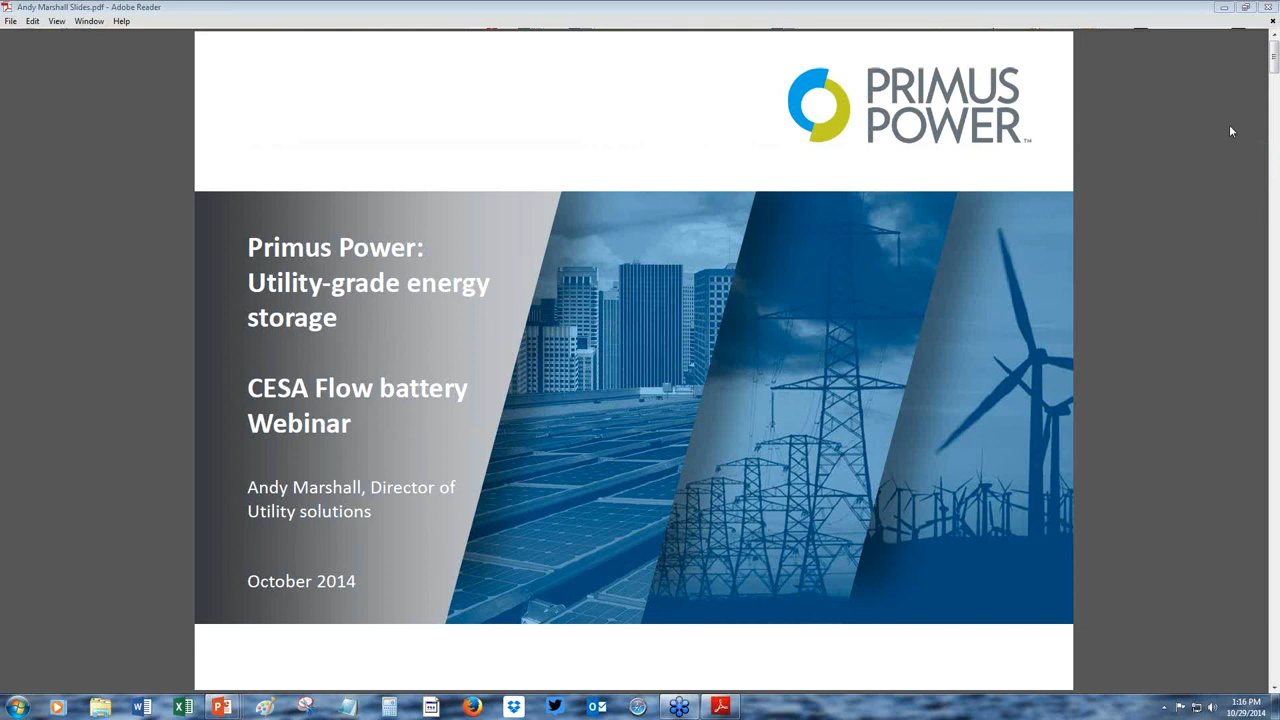 Andy Marshall Slides.pdf - Adobe Reader
File Edit View Window Help
PRIMUS
POWER™
Primus Power:
Utility-grade energy
storage
CESA Flow battery
Webinar
Andy Marshall, Director of
Utility solutions
October 2014
1:16 PM
10/29/2014